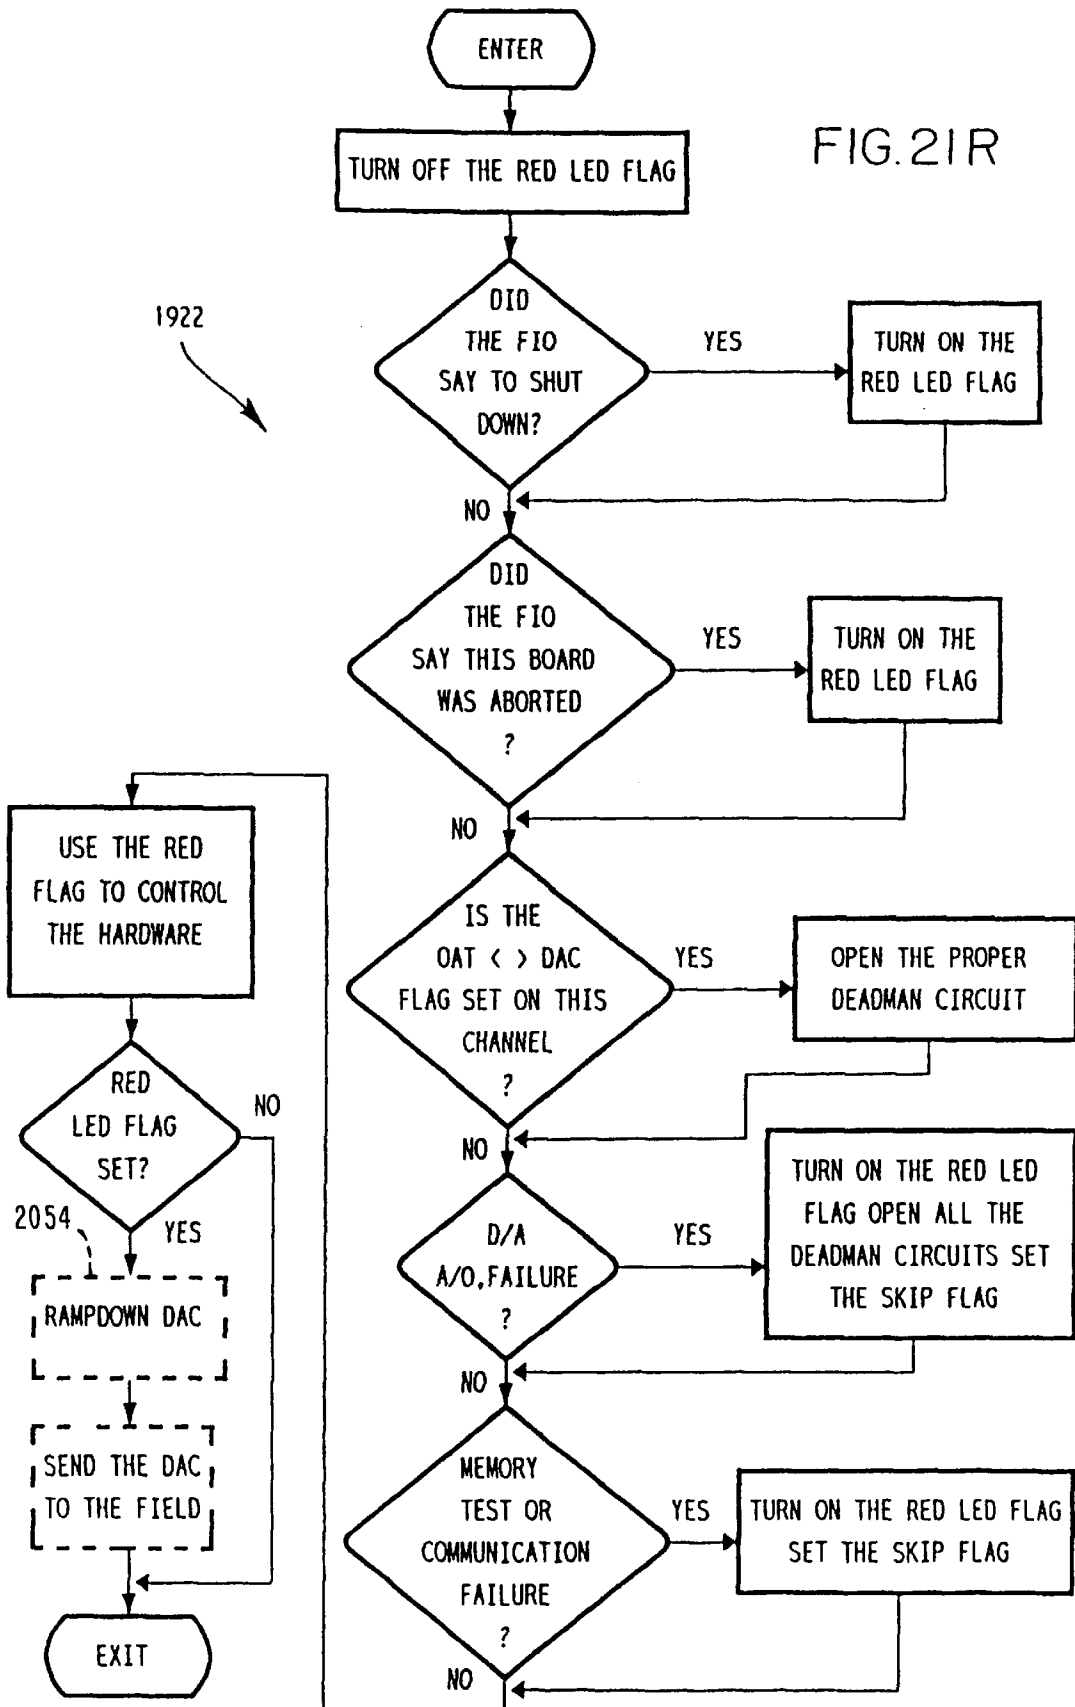 ENTER
FIG.21R
TURN OFF THE RED LED FLAG
1922
DID
THE FIO
SAY TO SHUT
DOWN?
YES
TURN ON THE
RED LED FLAG
NO
DID
THE FIO
SAY THIS BOARD
WAS ABORTED
?
YES
TURN ON THE
RED LED FLAG
NO
IS THE
OAT < > DAC
FLAG SET ON THIS
CHANNEL
?
YES
OPEN THE PROPER
DEADMAN CIRCUIT
NO
D/A
A/O,FAILURE
?
YES
TURN ON THE RED LED
FLAG OPEN ALL THE
DEADMAN CIRCUITS SET
THE SKIP FLAG
NO
MEMORY
TEST OR
COMMUNICATION
FAILURE
?
YES
TURN ON THE RED LED FLAG
SET THE SKIP FLAG
NO
USE THE RED
FLAG TO CONTROL
THE HARDWARE
RED
LED FLAG
SET?
NO
YES
2054
RAMPDOWN DAC
SEND THE DAC
TO THE FIELD
EXIT